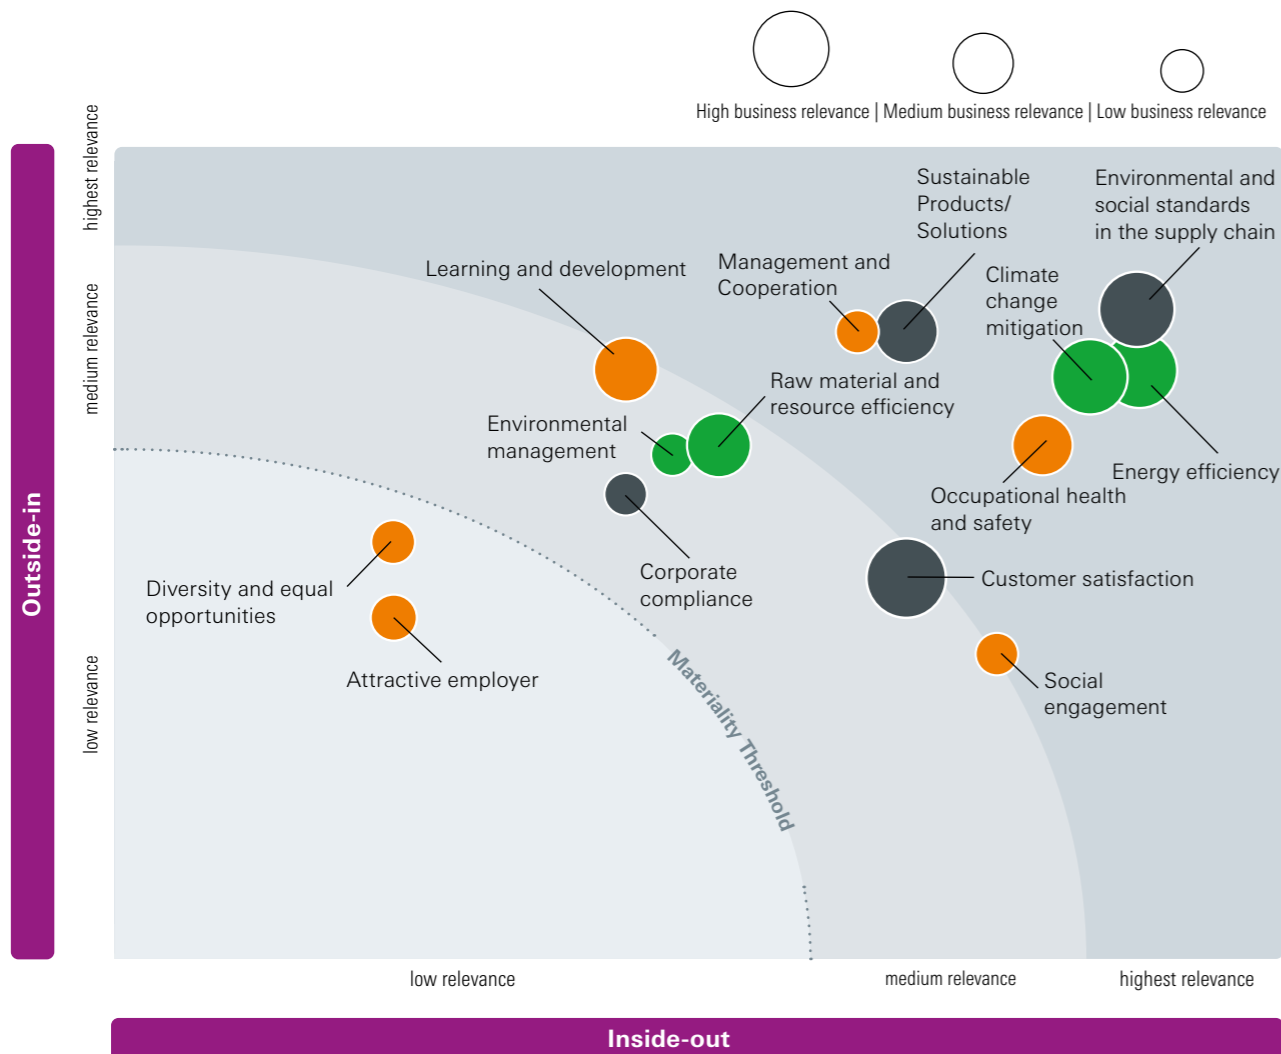 High business relevance | Medium business relevance | Low business relevance
highest relevance
medium relevance
low relevance
Outside-in
Sustainable
Products/
Solutions
Environmental and
social standards
in the supply chain
Learning and development
Management and
Cooperation
Climate
change
mitigation
Raw material and
resource efficiency
Environmental
management
Energy efficiency
Occupational health
and safety
Corporate
compliance
Customer satisfaction
Diversity and equal
opportunities
Attractive employer
Social
engagement
Materiality Threshold
low relevance
medium relevance
highest relevance
Inside-out